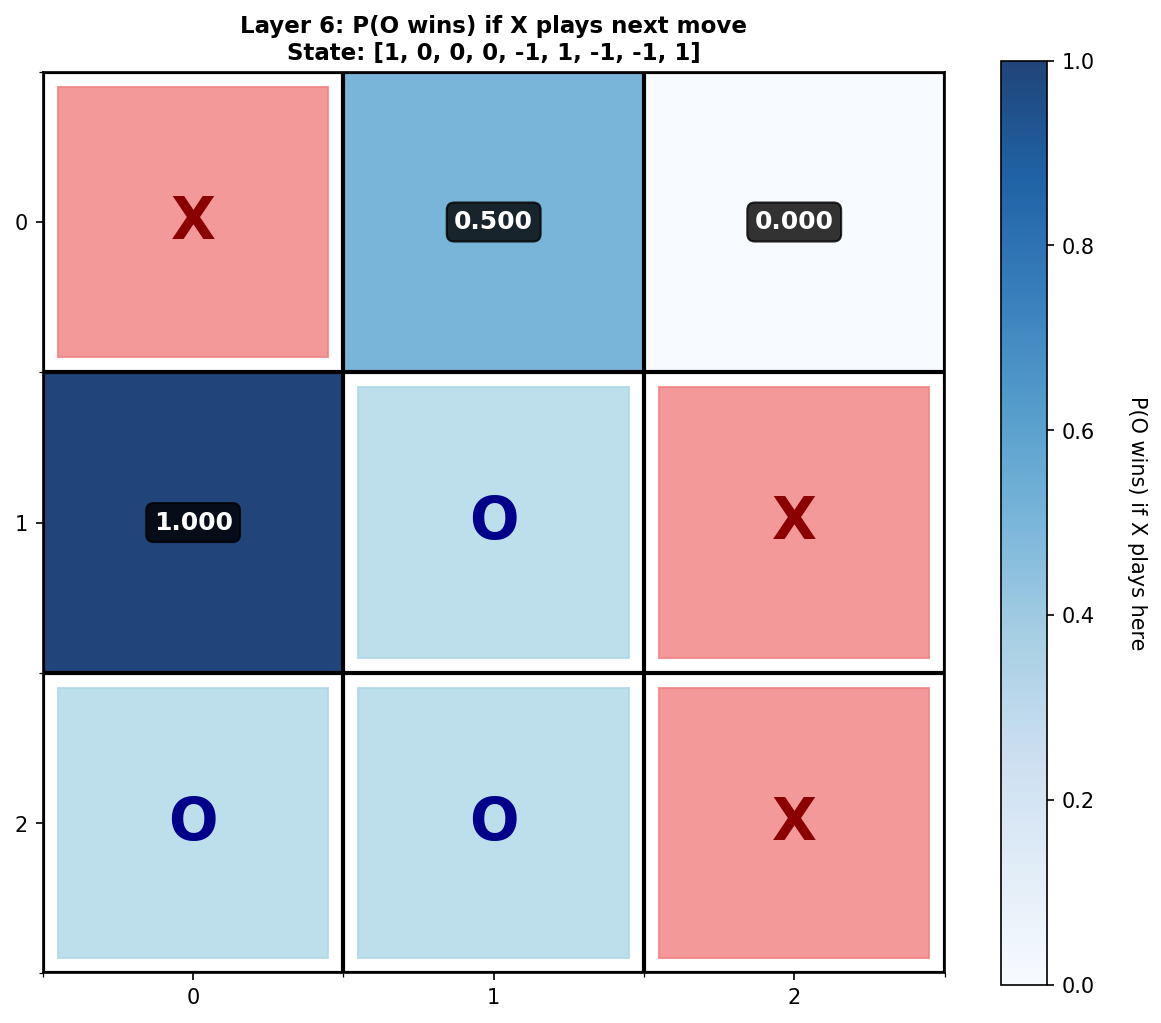 Layer 6: P(O wins) if X plays next move
State: [1, 0, 0, 0, -1, 1, -1, -1, 1]
0
X
0.500
0.000
1
1.000
O
X
2
O
O
X
0
1
2
1.0
0.8
0.6
0.4
0.2
0.0
P(O wins) if X plays here